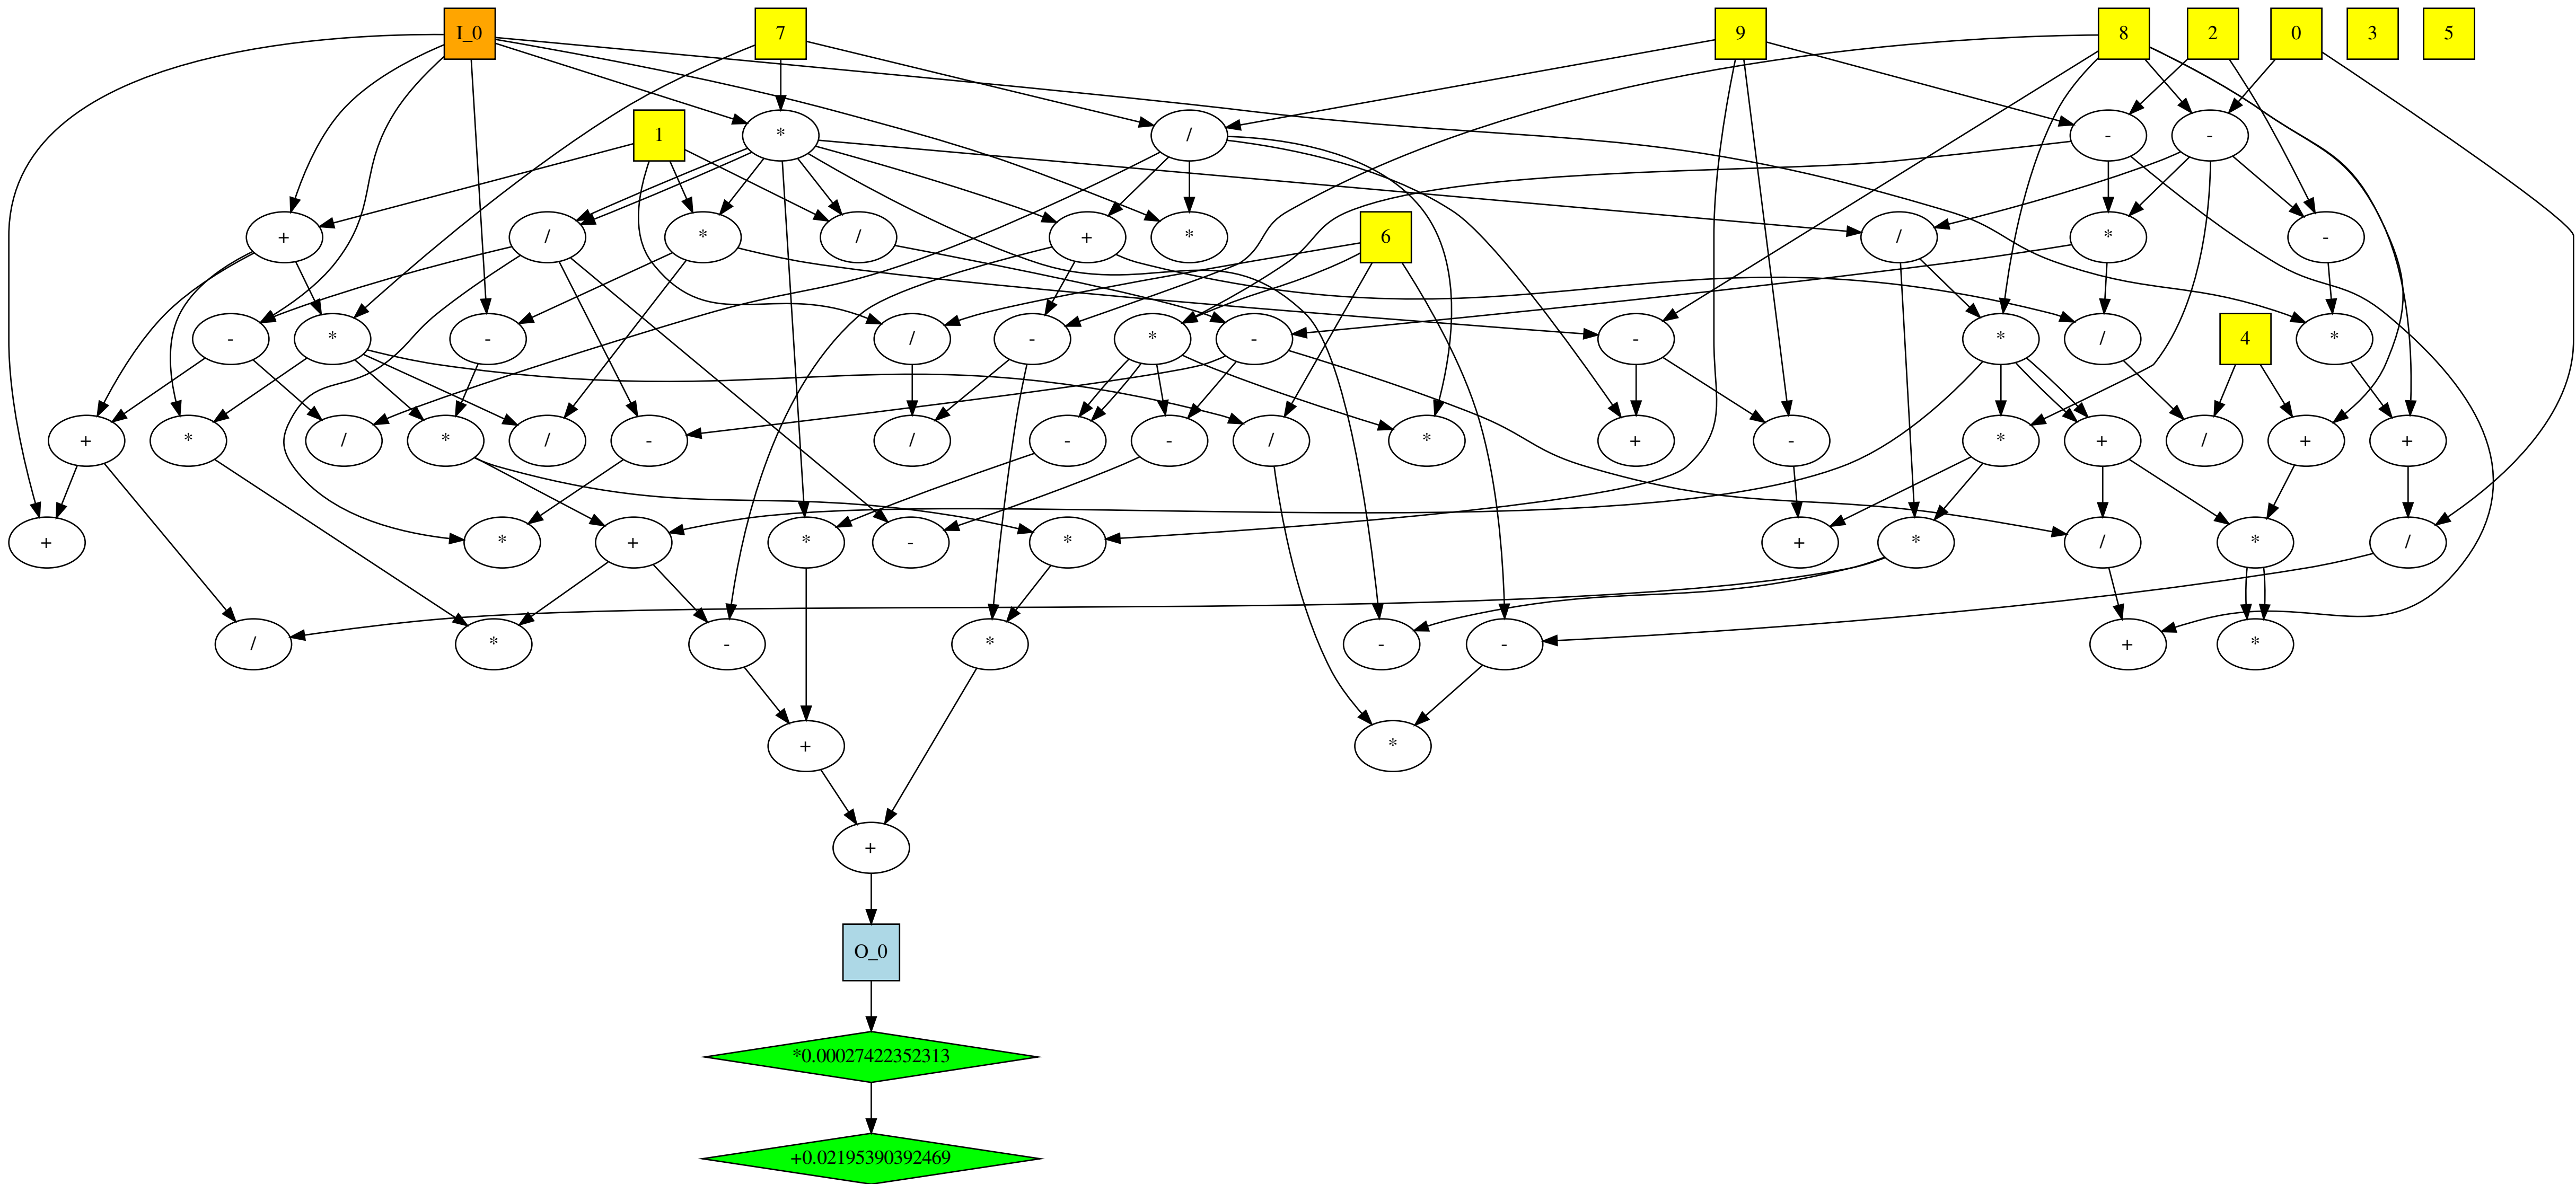 I_0 7 9 8 2 0 3 5
1 * / - -
+ / * / + * 6 / * -
- * - / - * - - * / 4 *
+ * / * / - / - - / * + - * + / + +
+ * + * - * + * / * /
/ * - * - - + *
+ *
+
O_0
*0.00027422352313
+0.02195390392469